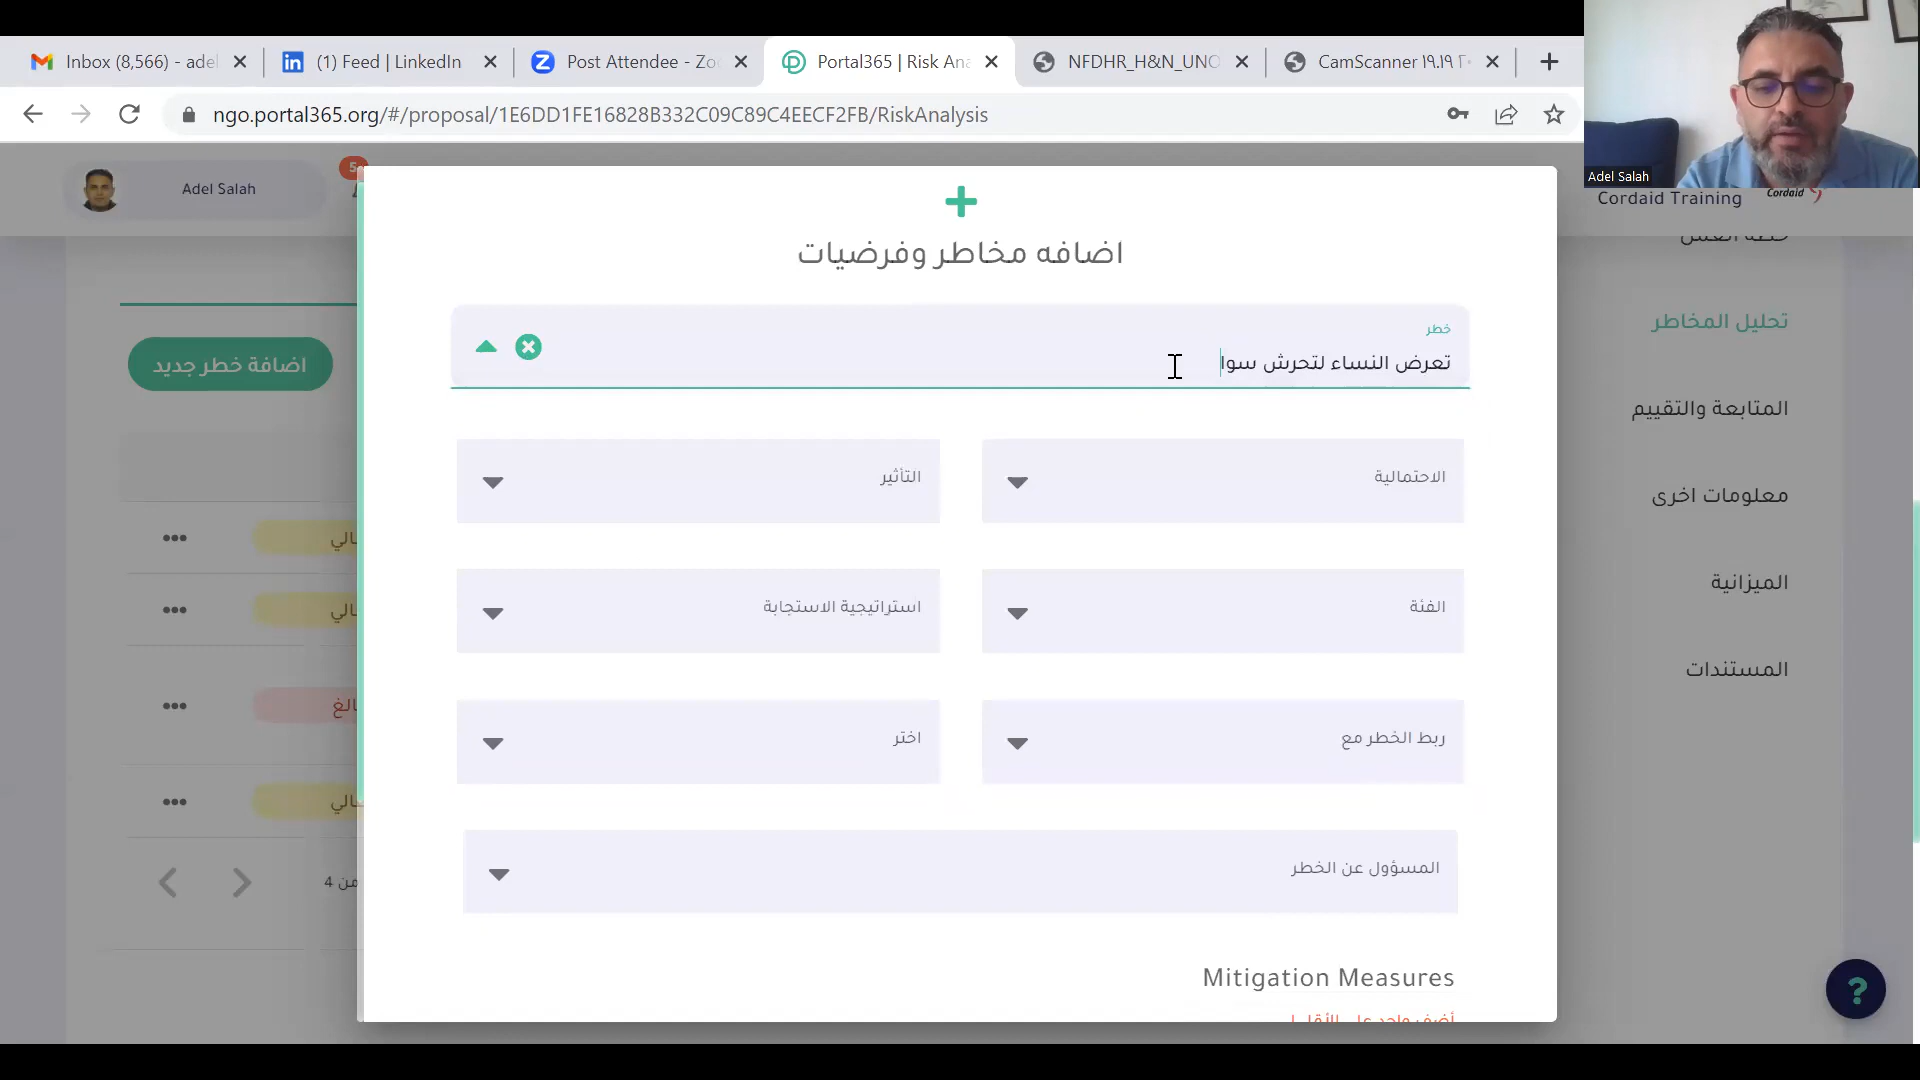 Inbox (8,566) - adel
(1) Feed | LinkedIn
Post Attendee - Zo
Portal365 | Risk Ana
NFDHR_H&N_UNO
CamScanner
ngo.portal365.org/#/proposal/1E6DD1FE16828B332C09C89C4EECF2FB/RiskAnalysis
Adel Salah
Adel Salah
Cordaid
Cordaid Training
اضافه مخاطر وفرضيات
خطر
تعرض النساء لتحرش سوا
تحليل المخاطر
اضافة خطر جديد
المتابعة والتقييم
الاحتمالية
التأثير
معلومات اخرى
الميزانية
الفئة
استراتيجية الاستجابة
المستندات
ربط الخطر مع
اختر
المسؤول عن الخطر
من 4
Mitigation Measures
?